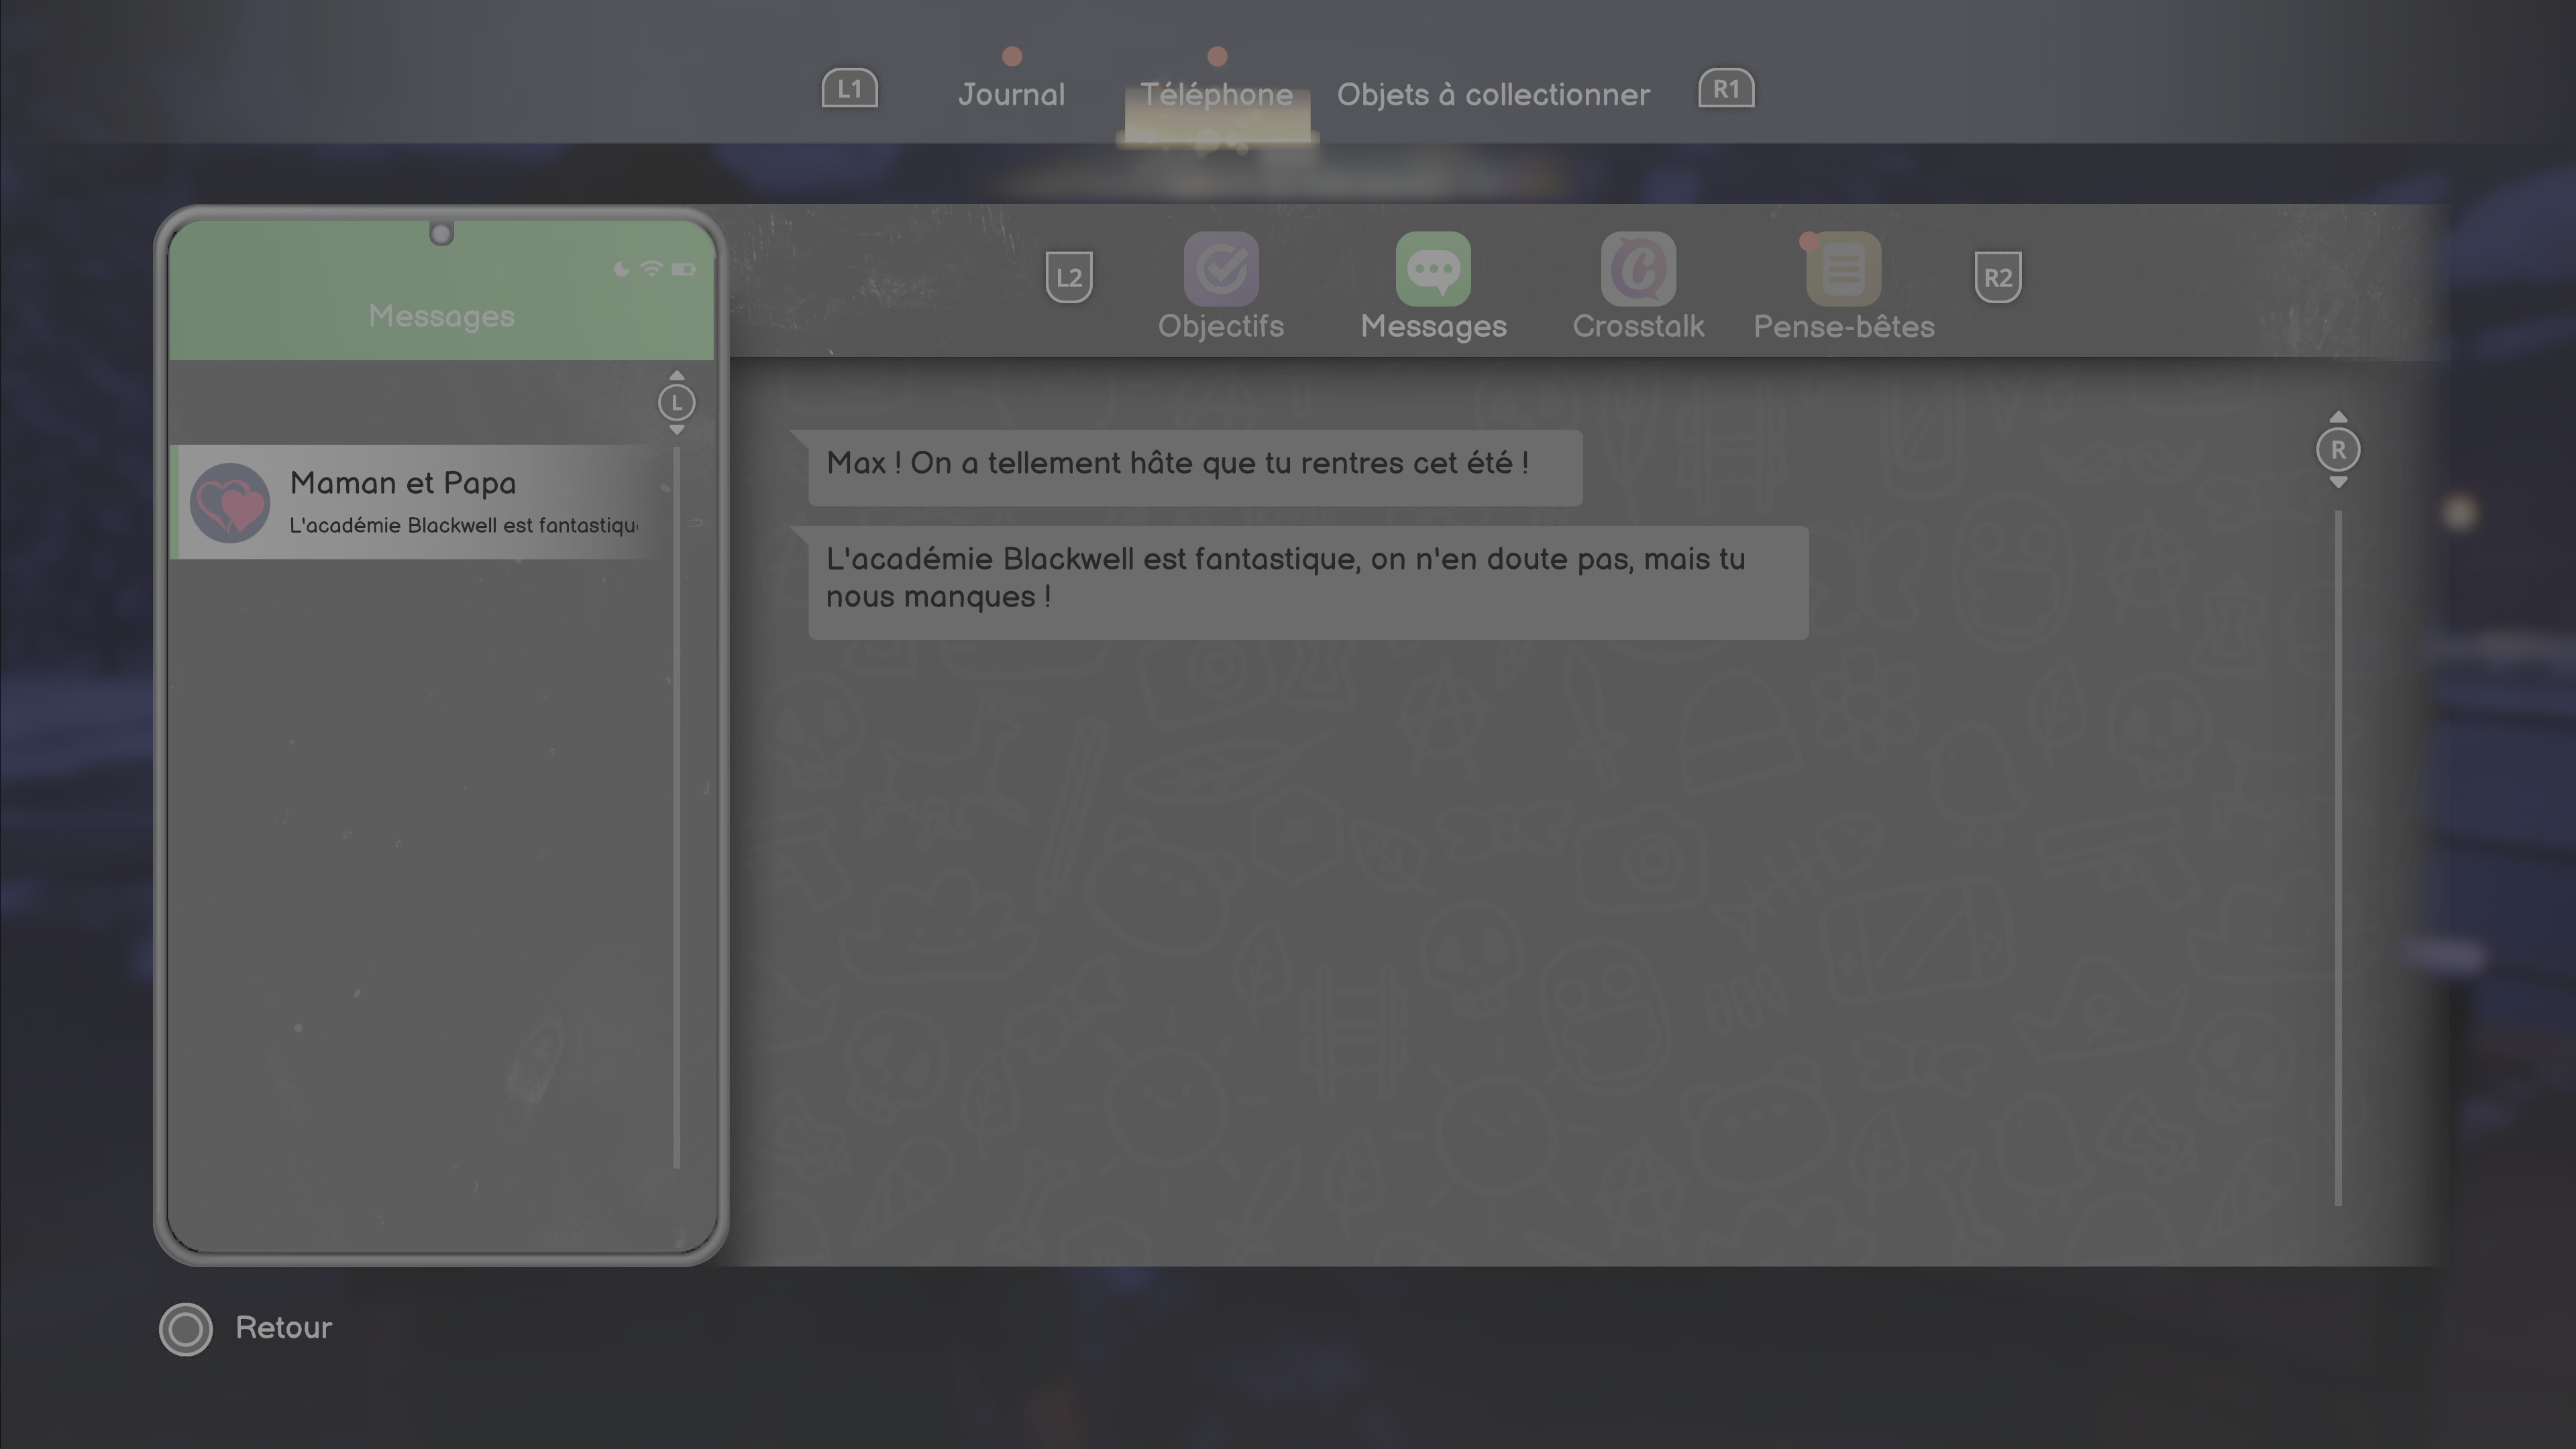 L1
Journal
Téléphone
Objets à collectionner
R1
Messages
L2
Objectifs
Messages
Crosstalk
Pense-bêtes
R2
L
Maman et Papa
L'académie Blackwell est fantastiqu
R
Max ! On a tellement hâte que tu rentres cet été !
L'académie Blackwell est fantastique, on n'en doute pas, mais tu
nous manques !
Retour